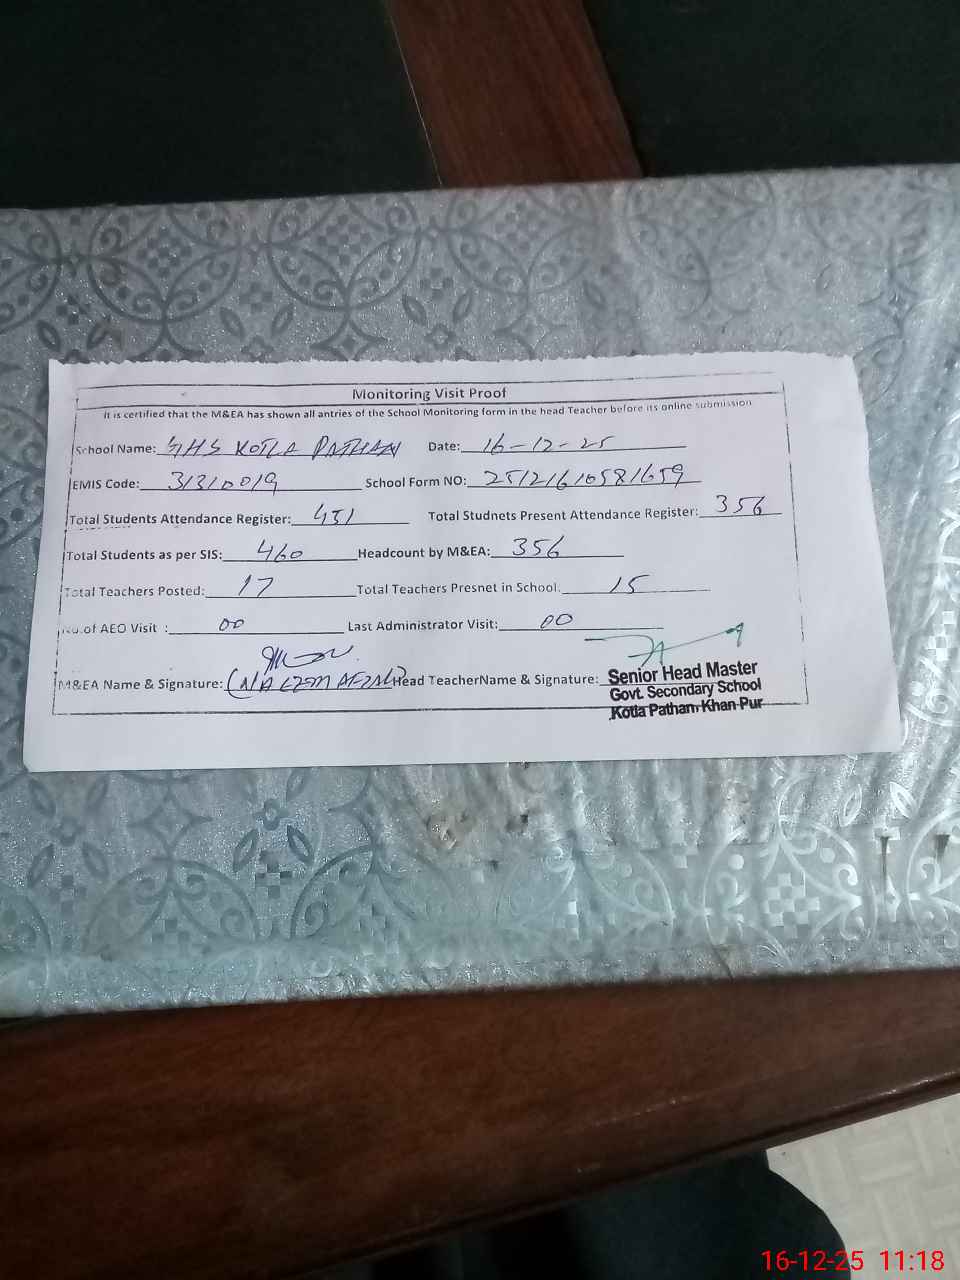 Monitoring Visit Proof
It is certified that the M&EA has shown all antries of the School Monitoring form in the head Teacher before its online submission
School Name: GHS KOTLA PATHAN Date: 16-12-25
EMIS Code: 31310019 School Form NO: 25121610581659
Total Students Attendance Register: 451 Total Studnets Present Attendance Register: 356
Total Students as per SIS: 460 Headcount by M&EA: 356
Total Teachers Posted: 17 Total Teachers Presnet in School: 15
No.of AEO Visit : 00 Last Administrator Visit: 00
M&EA Name & Signature: Head TeacherName & Signature:
Senior Head Master
Govt. Secondary School
Kotla Pathan Khan-Pur
16-12-25 11:18